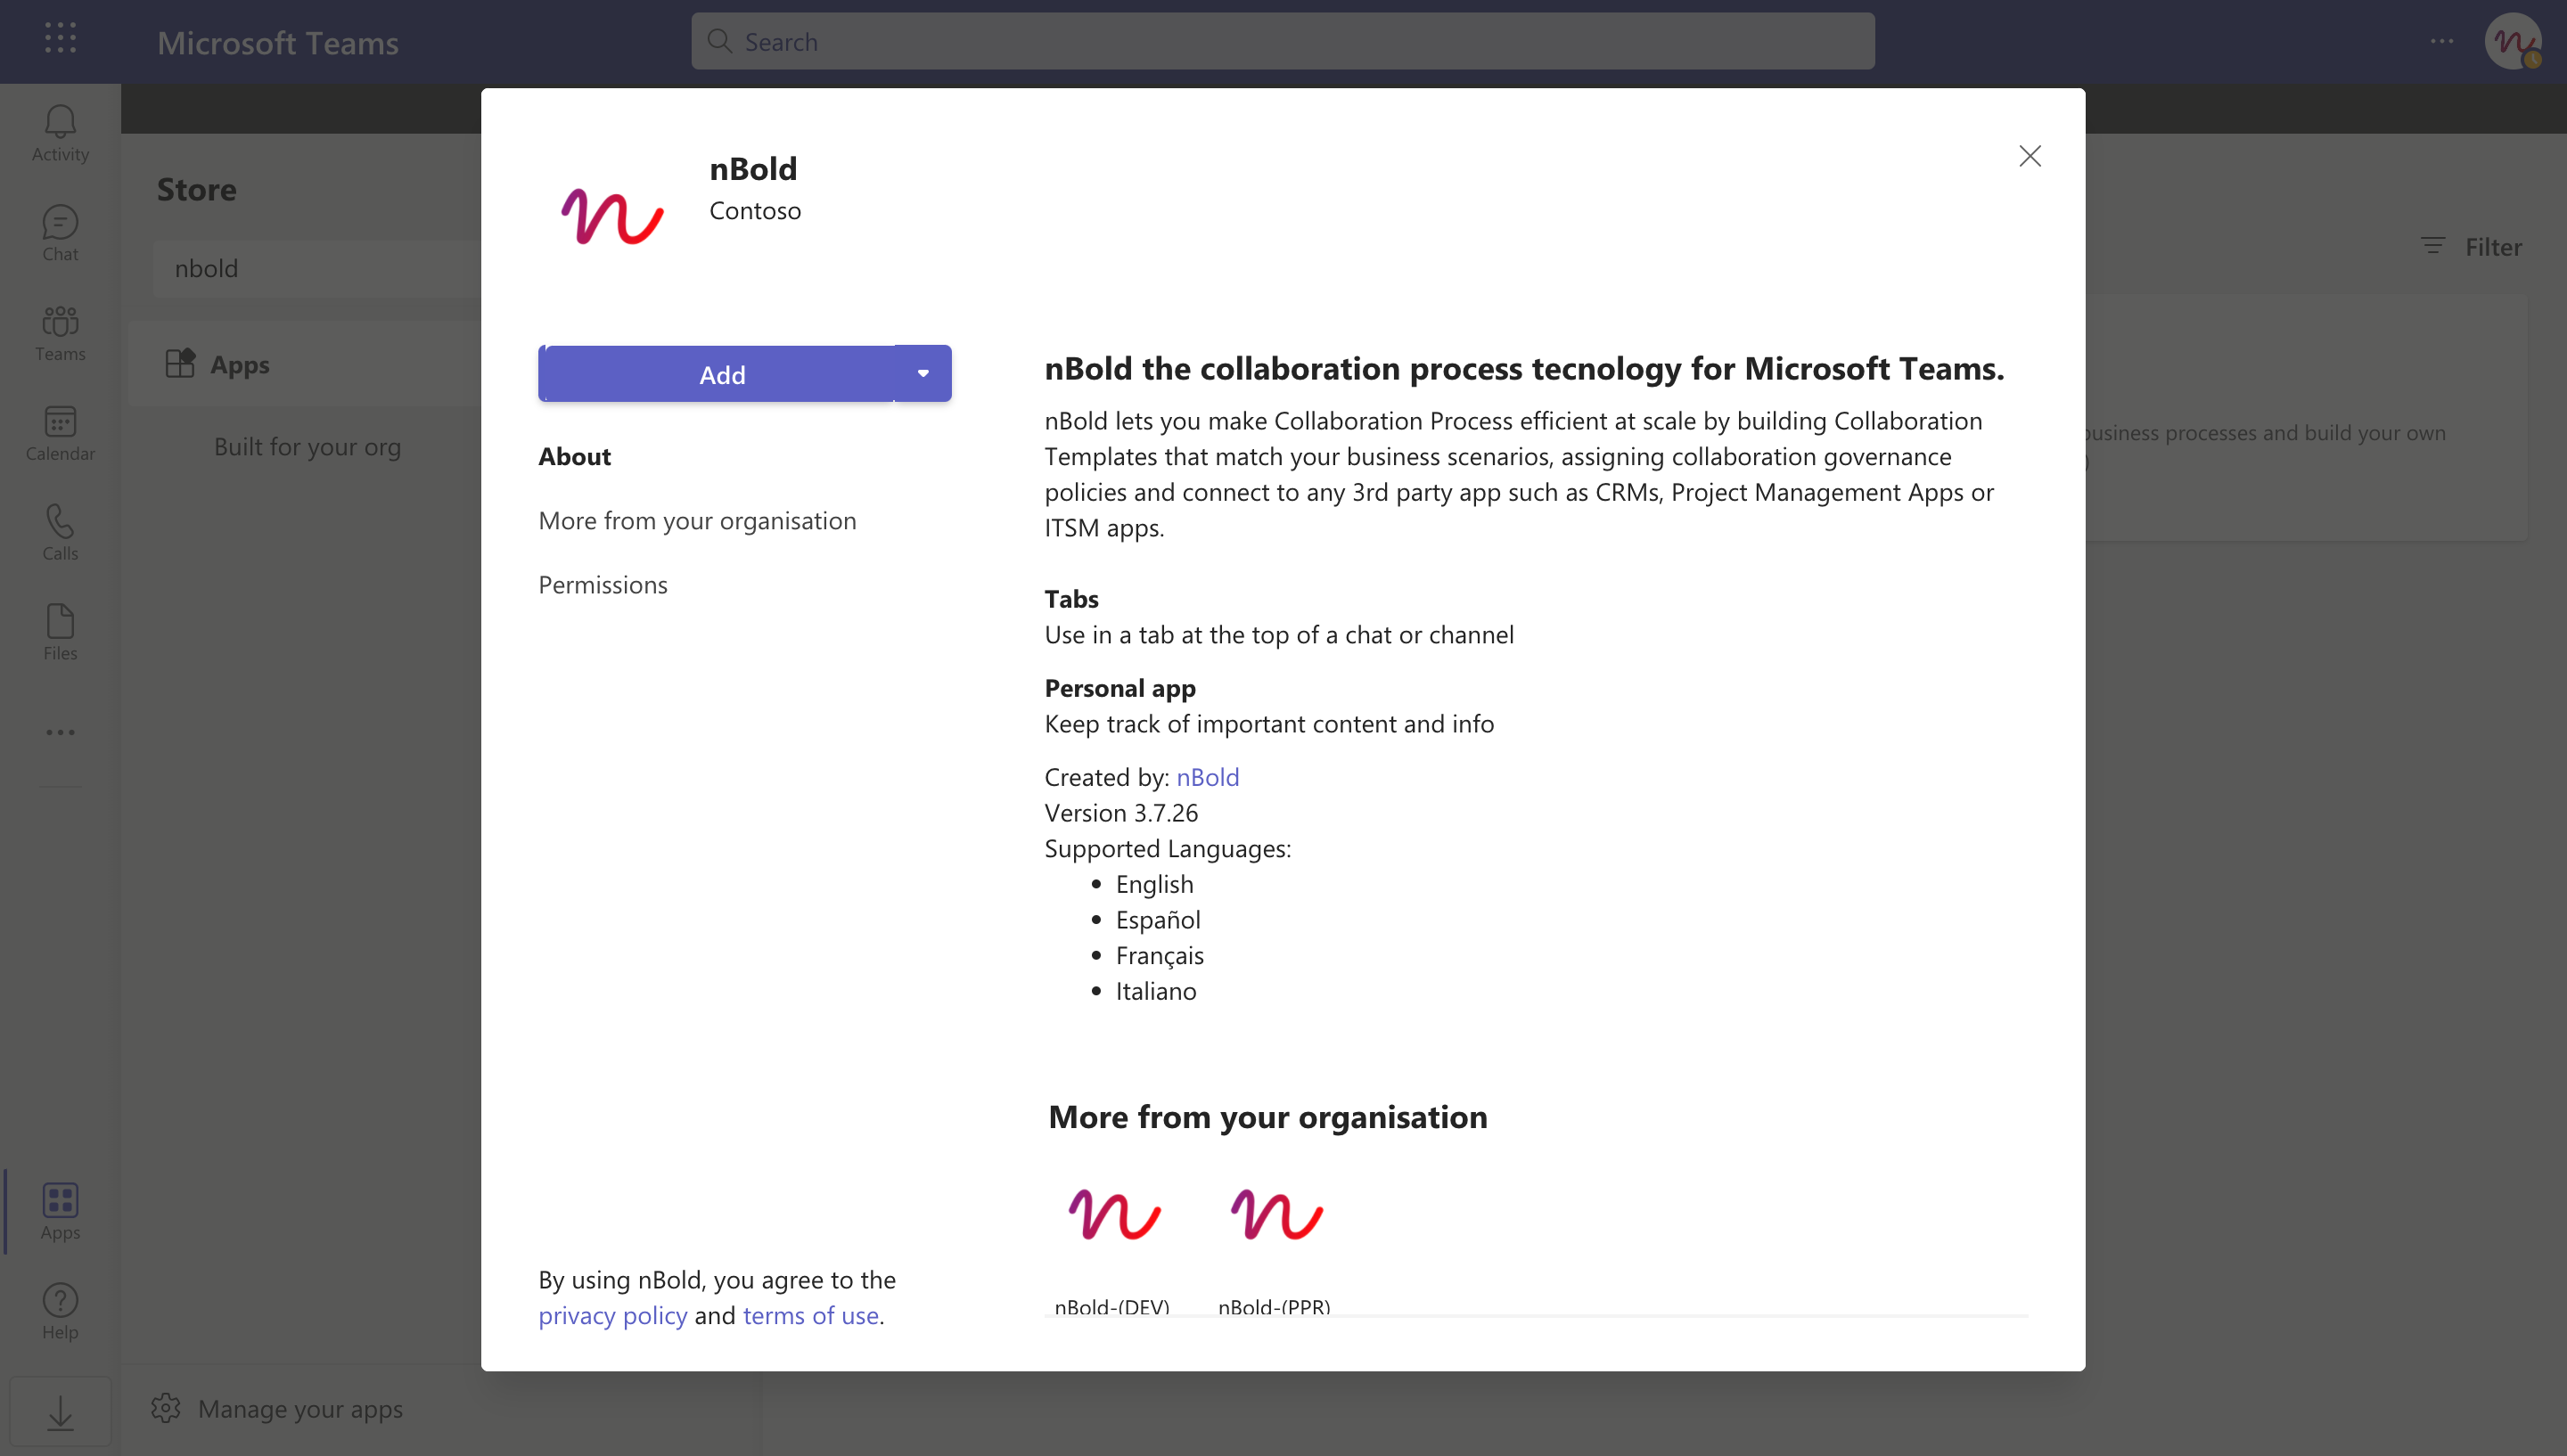 Microsoft Teams
Search
Activity
Chat
Teams
Calendar
Calls
Files
Apps
Help
Store
nbold
Apps
Built for your org
Manage your apps
Filter
business processes and build your own
)
nBold
Contoso
Add
About
More from your organisation
Permissions
By using nBold, you agree to the
privacy policy and terms of use.
nBold the collaboration process tecnology for Microsoft Teams.
nBold lets you make Collaboration Process efficient at scale by building Collaboration
Templates that match your business scenarios, assigning collaboration governance
policies and connect to any 3rd party app such as CRMs, Project Management Apps or
ITSM apps.
Tabs
Use in a tab at the top of a chat or channel
Personal app
Keep track of important content and info
Created by: nBold
Version 3.7.26
Supported Languages:
• English
• Español
• Français
• Italiano
More from your organisation
nBold-(DEV) nBold-(PPR)